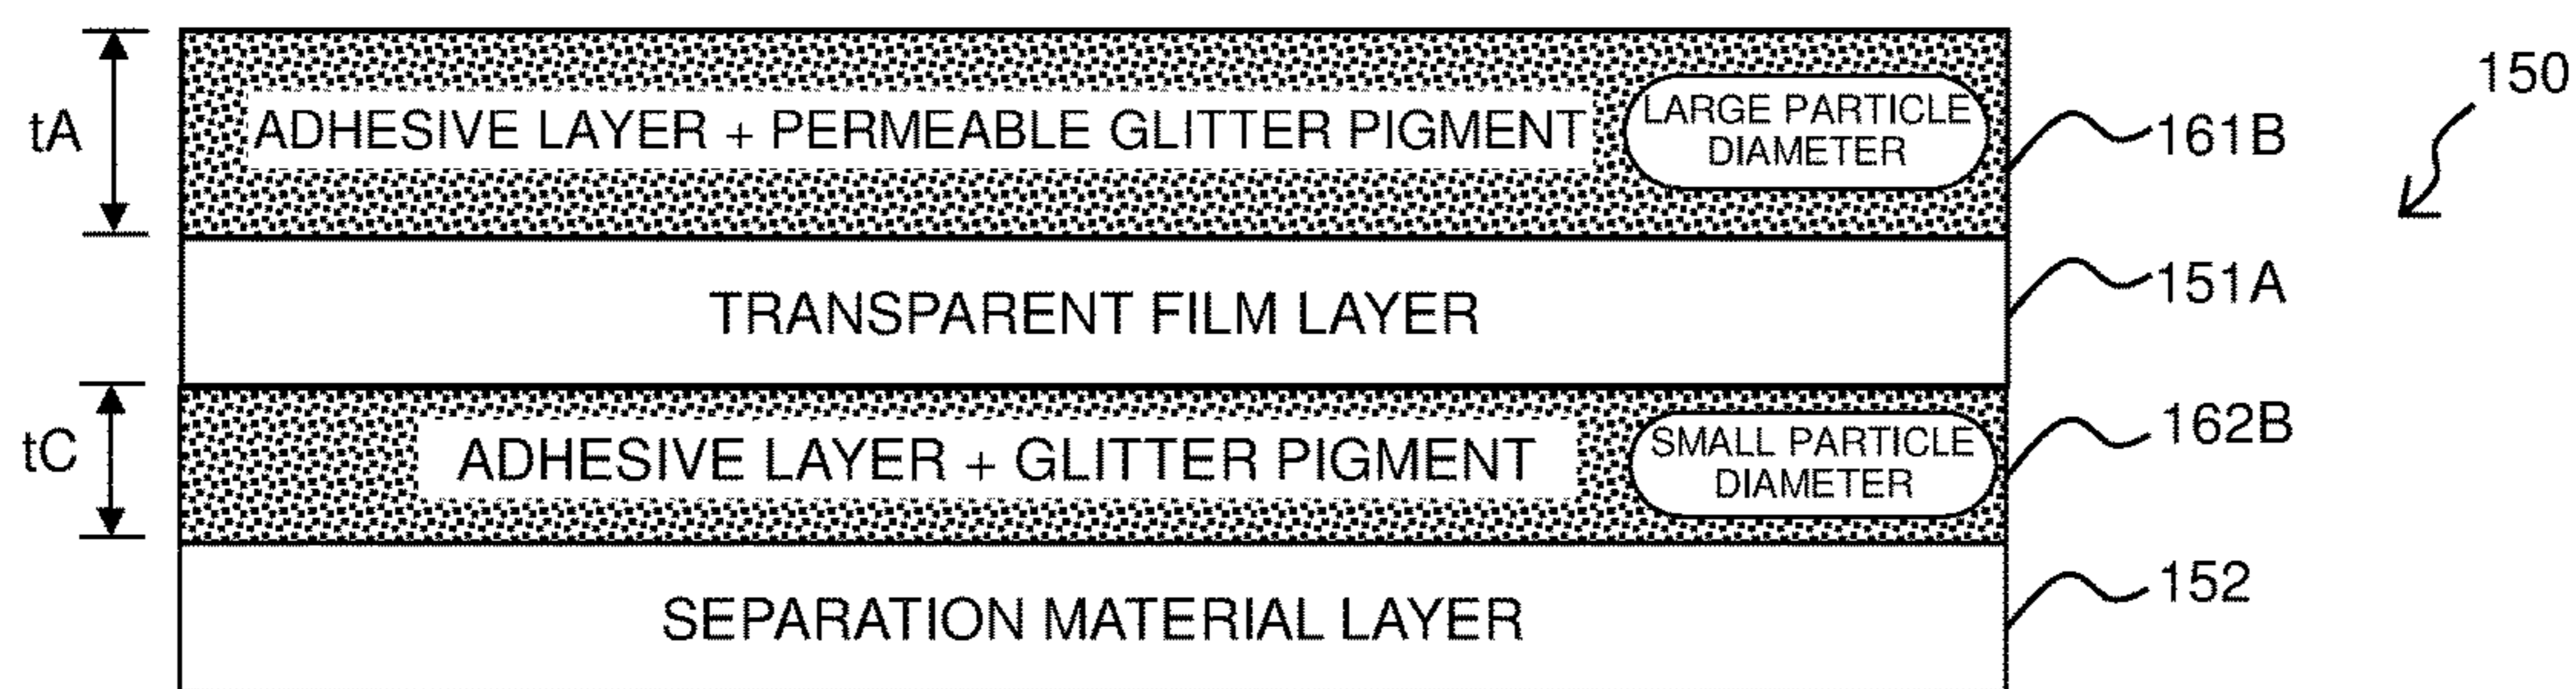 150
tA
ADHESIVE LAYER + PERMEABLE GLITTER PIGMENT
LARGE PARTICLE
DIAMETER
161B
TRANSPARENT FILM LAYER
151A
tC
ADHESIVE LAYER + GLITTER PIGMENT
SMALL PARTICLE
DIAMETER
162B
SEPARATION MATERIAL LAYER
152